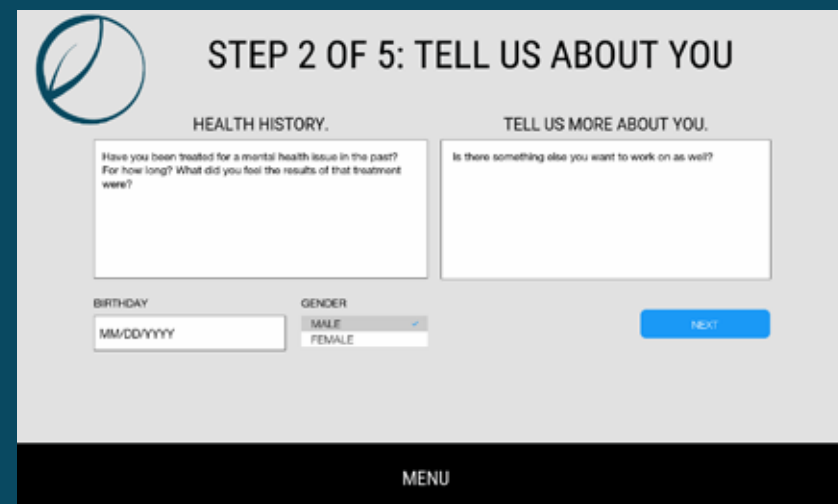 STEP 2 OF 5: TELL US ABOUT YOU
HEALTH HISTORY.
Have you been treated for a mental health issue in the past?
For how long? What did you feel the results of that treatment
were?
TELL US MORE ABOUT YOU.
Is there something else you want to work on as well?
BIRTHDAY
MM/DD/YYYY
GENDER
MALE
FEMALE
NEXT
MENU